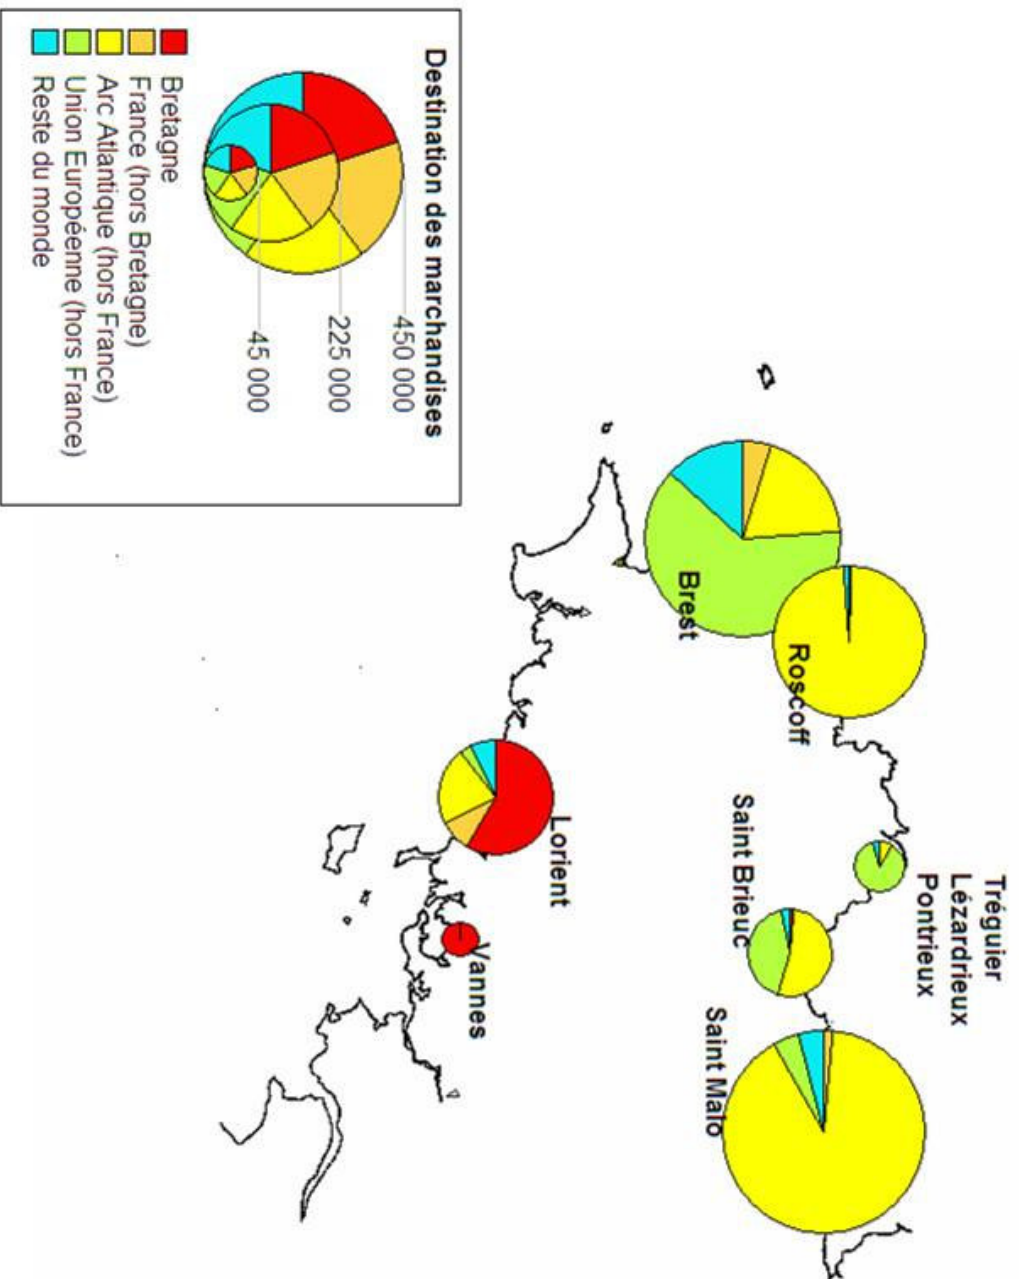 Destination des marchandises
450 000
225 000
45 000
Bretagne
France (hors Bretagne)
Arc Atlantique (hors France)
Union Européenne (hors France)
Reste du monde
Brest
Roscoff
Tréguier
Lézardrieux
Pontrieux
Saint Brieuc
Saint Malo
Lorient
Vannes